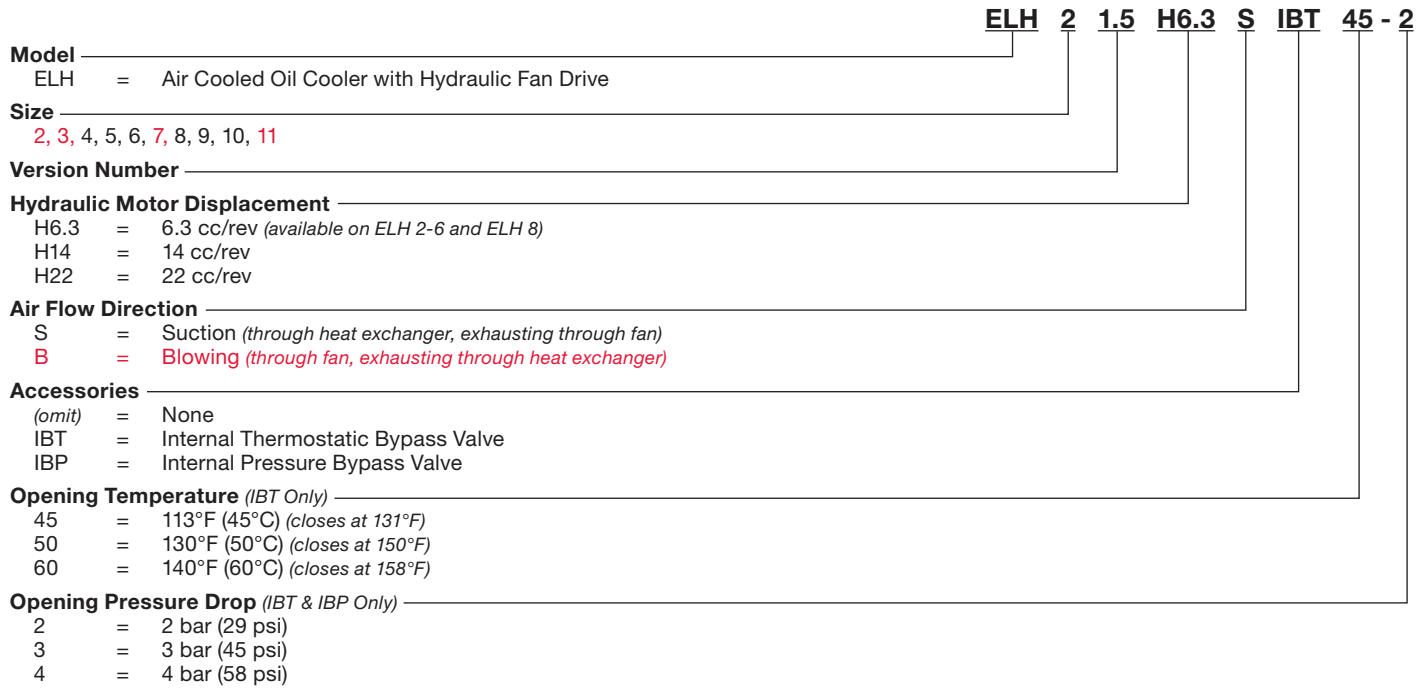 ELH 2 1.5 H6.3 S IBT 45 - 2
Model
ELH = Air Cooled Oil Cooler with Hydraulic Fan Drive
Size
2, 3, 4, 5, 6, 7, 8, 9, 10, 11
Version Number
Hydraulic Motor Displacement
H6.3 = 6.3 cc/rev (available on ELH 2-6 and ELH 8)
H14 = 14 cc/rev
H22 = 22 cc/rev
Air Flow Direction
S = Suction (through heat exchanger, exhausting through fan)
B = Blowing (through fan, exhausting through heat exchanger)
Accessories
(omit) = None
IBT = Internal Thermostatic Bypass Valve
IBP = Internal Pressure Bypass Valve
Opening Temperature (IBT Only)
45 = 113°F (45°C) (closes at 131°F)
50 = 130°F (50°C) (closes at 150°F)
60 = 140°F (60°C) (closes at 158°F)
Opening Pressure Drop (IBT & IBP Only)
2 = 2 bar (29 psi)
3 = 3 bar (45 psi)
4 = 4 bar (58 psi)